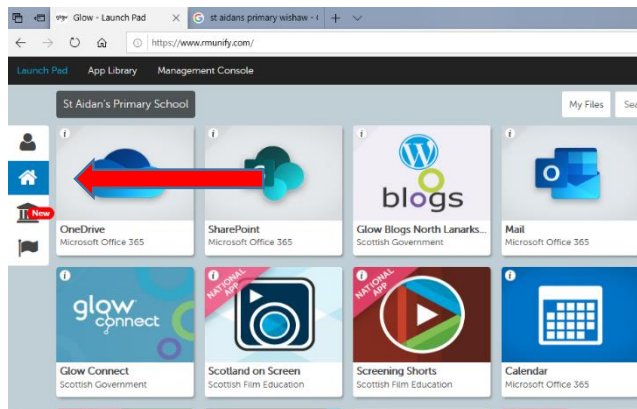 Glow - Launch Pad
st aidans primary wishaw -
https://www.rmunify.com/
Launch Pad App Library Management Console
St Aidan's Primary School My Files
New
blogs
OneDrive SharePoint Glow Blogs North Lanarks... Mail
Microsoft Office 365 Microsoft Office 365 Scottish Government Microsoft Office 365
glow connect
NATIONAL APP
NATIONAL APP
Glow Connect Scotland on Screen Screening Shorts Calendar
Scottish Government Scottish Film Education Scottish Film Education Microsoft Office 365